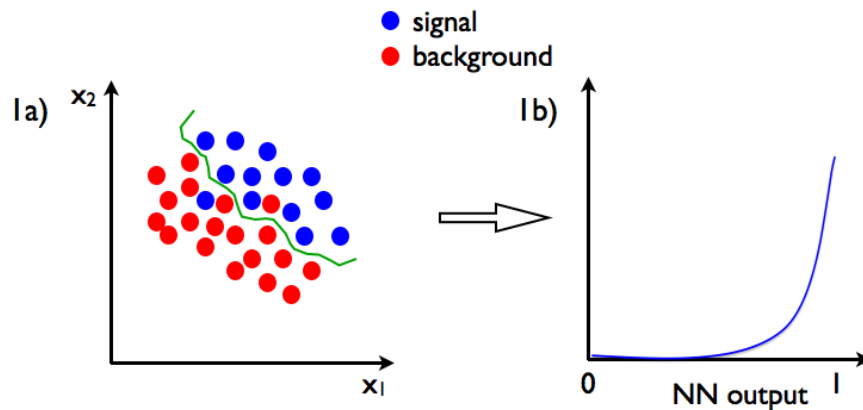 signal
background
1a)
x2
x1
1b)
0
1
NN output